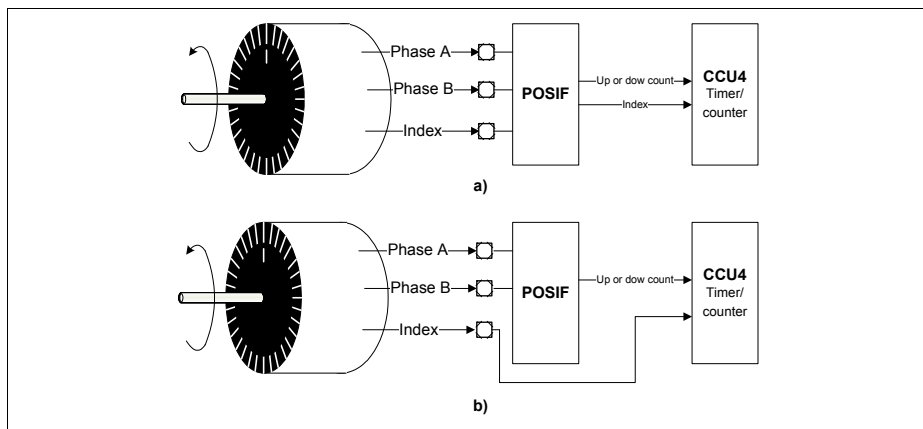 Phase A
Phase B
Index
POSIF
Up or dow count
Index
CCU4
Timer/
counter
a)
Phase A
Phase B
Index
POSIF
Up or dow count
CCU4
Timer/
counter
b)